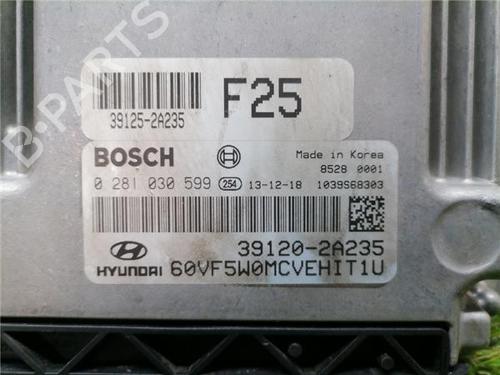 B-PARTS
39125-2A235
F25
BOSCH
Made in Korea
8528 0001
0 281 030 599 254 13-12-18 1039S68303
39120-2A235
HYUNDAI 60VF5W0MCVEHIT1U